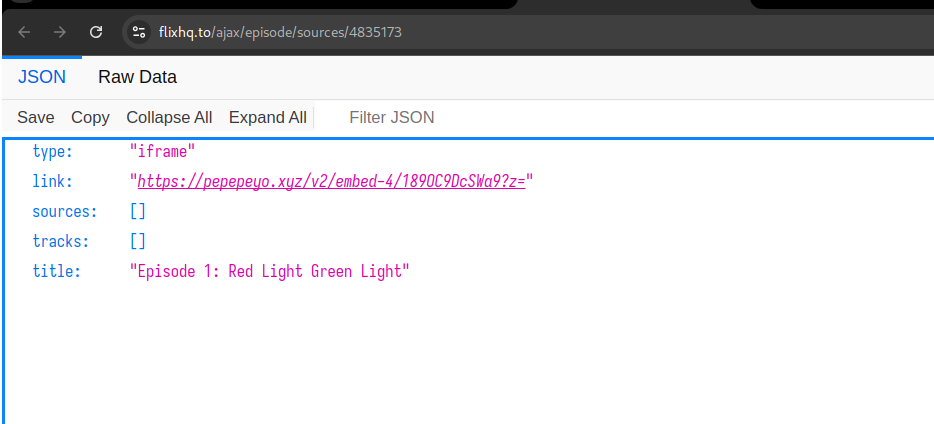 flixhq.to/ajax/episode/sources/4835173
JSON Raw Data
Save Copy Collapse All Expand All Filter JSON
type: "iframe"
link: "https://pepepeyo.xyz/v2/embed-4/189OC9DcSWa9?z="
sources: []
tracks: []
title: "Episode 1: Red Light Green Light"